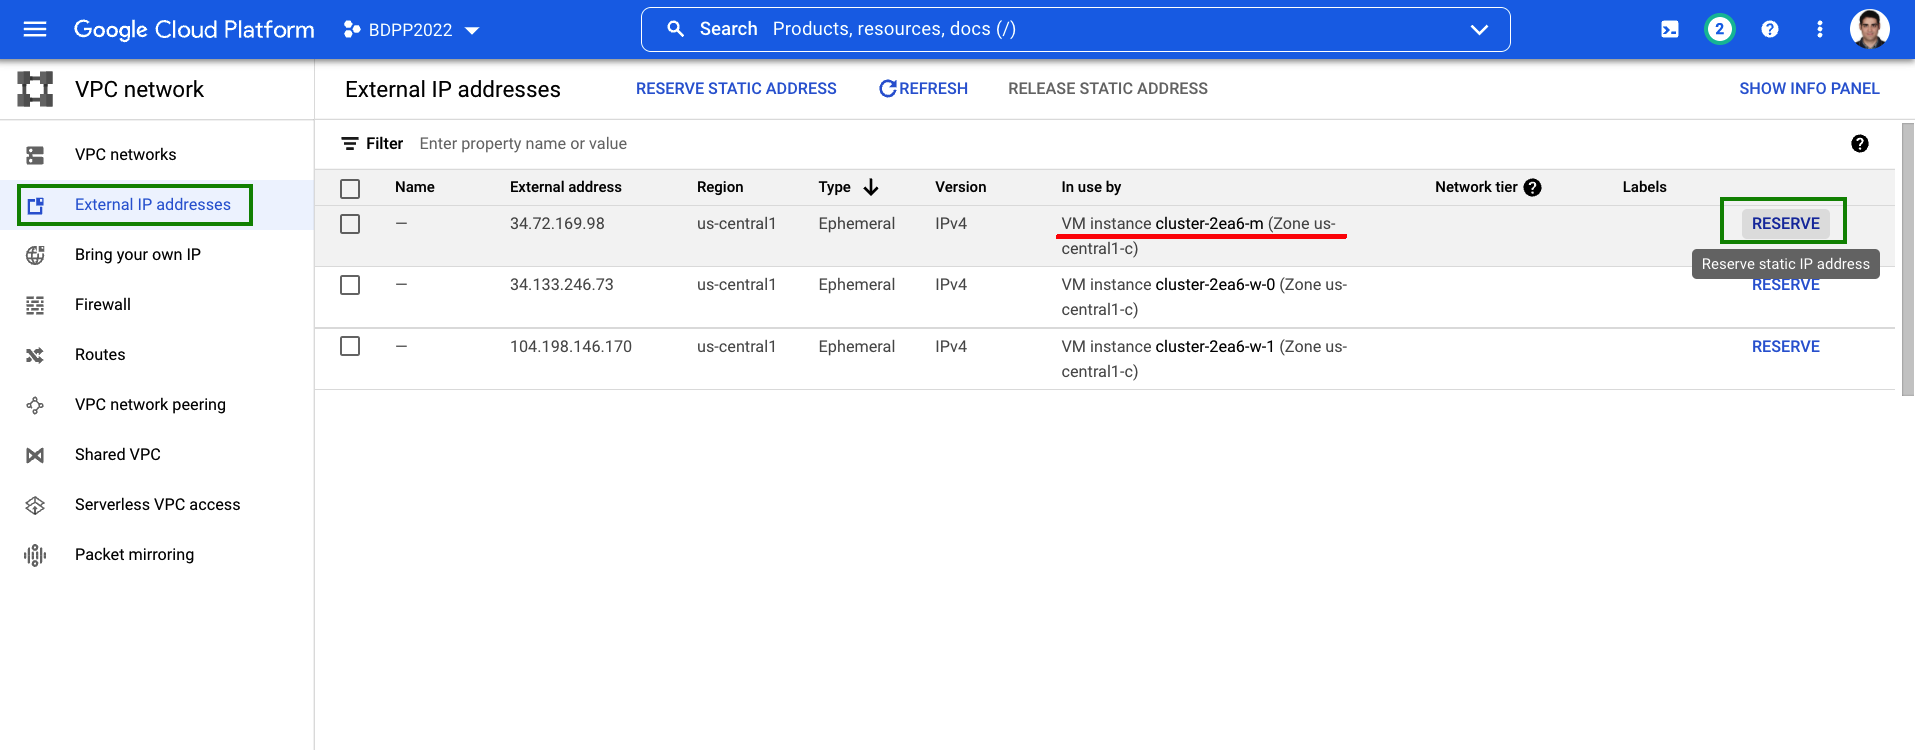 Google Cloud Platform
BDPP2022
Search Products, resources, docs (/)
2
VPC network
External IP addresses
RESERVE STATIC ADDRESS
REFRESH
RELEASE STATIC ADDRESS
SHOW INFO PANEL
VPC networks
External IP addresses
Bring your own IP
Firewall
Routes
VPC network peering
Shared VPC
Serverless VPC access
Packet mirroring
Filter Enter property name or value
Name External address Region Type Version In use by Network tier Labels
— 34.72.169.98 us-central1 Ephemeral IPv4 VM instance cluster-2ea6-m (Zone us-
central1-c)
RESERVE
Reserve static IP address
— 34.133.246.73 us-central1 Ephemeral IPv4 VM instance cluster-2ea6-w-0 (Zone us-
central1-c)
RESERVE
— 104.198.146.170 us-central1 Ephemeral IPv4 VM instance cluster-2ea6-w-1 (Zone us-
central1-c)
RESERVE